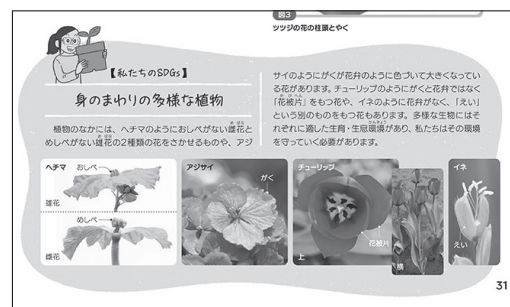 図3
ツツジの花の柱頭とやく
【私たちのSDGs】
身のまわりの多様な植物
植物のなかには、ヘチマのようにおしべがない雌花と
めしべがない雄花の2種類の花をさかせるものや、アジ
サイのようにがくが花弁のように色づいて大きくなってい
る花があります。チューリップのようにがくと花弁ではなく
「花被片」をもつ花や、イネのように花弁がなく、「えい」
という別のものをもつ花もあります。多様な生物にはそ
れぞれに適した生育・生息環境があり、私たちはその環境
を守っていく必要があります。
ヘチマ
おしべ
雄花
めしべ
雌花
アジサイ
がく
チューリップ
花被片
上
横
イネ
えい
31